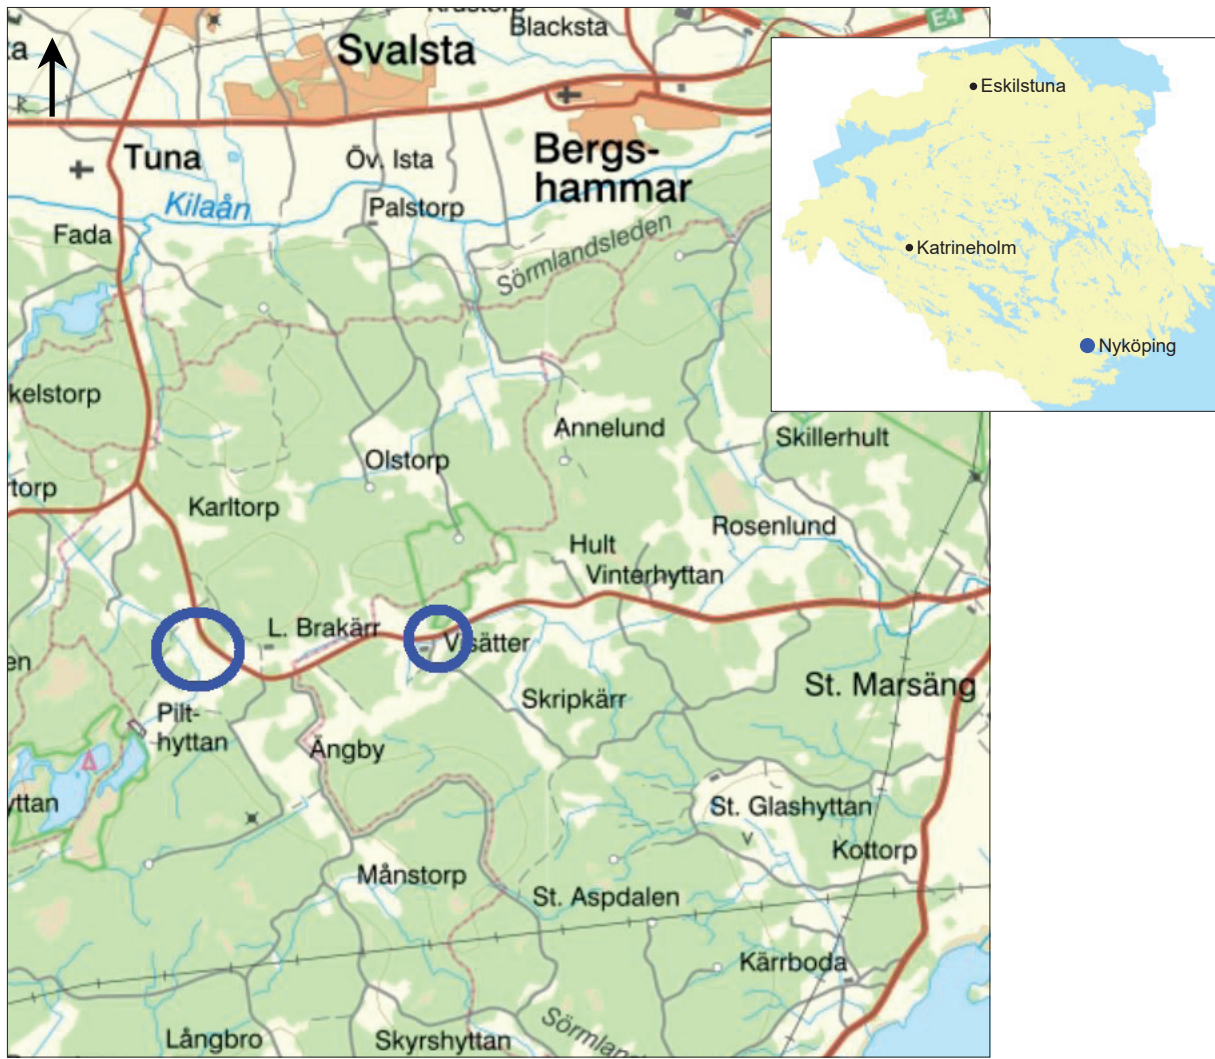 Blacksta
E4
Svalsta
Eskilstuna
Tuna
Öv. Ista
Bergs-
hammar
Kilaån
Palstorp
Fada
Sörmlandsleden
Katrineholm
Nyköping
kelstorp
Annelund
Skillerhult
Olstorp
torp
Karltorp
Rosenlund
Hult
Vinterhyttan
L. Brakärr
Visätter
en
Skripkärr
St. Marsäng
Pilt-
hyttan
Ängby
yttan
St. Glashyttan
Kottorp
Månstorp
St. Aspdalen
Kärrboda
Långbro
Skyrshyttan
Sörmlan